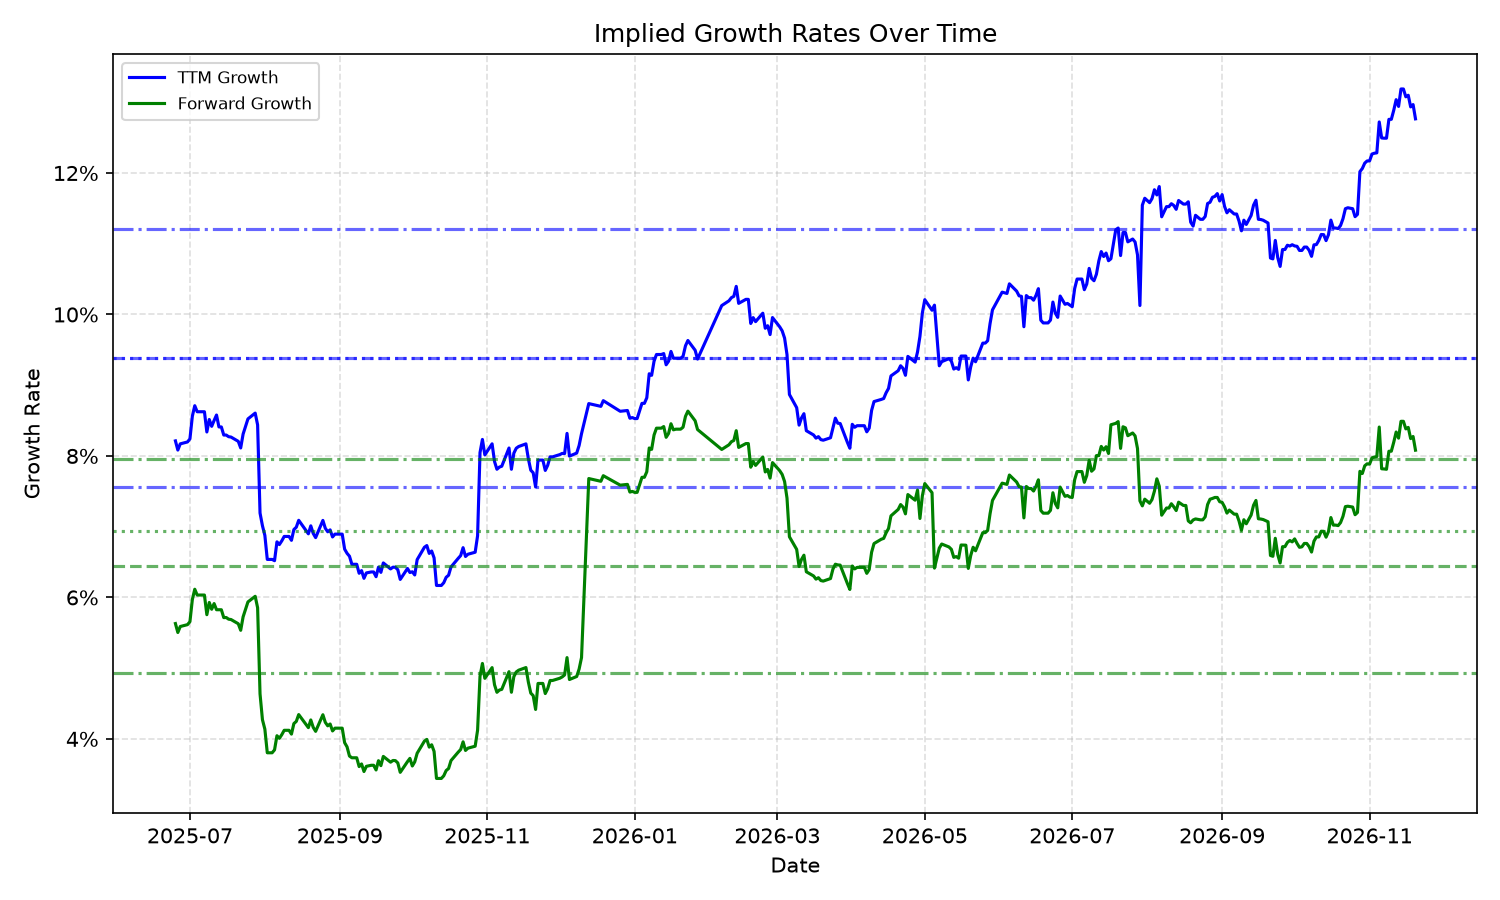 Implied Growth Rates Over Time
TTM Growth
Forward Growth
Growth Rate
12%
10%
8%
6%
4%
2025-07
2025-09
2025-11
2026-01
2026-03
2026-05
2026-07
2026-09
2026-11
Date